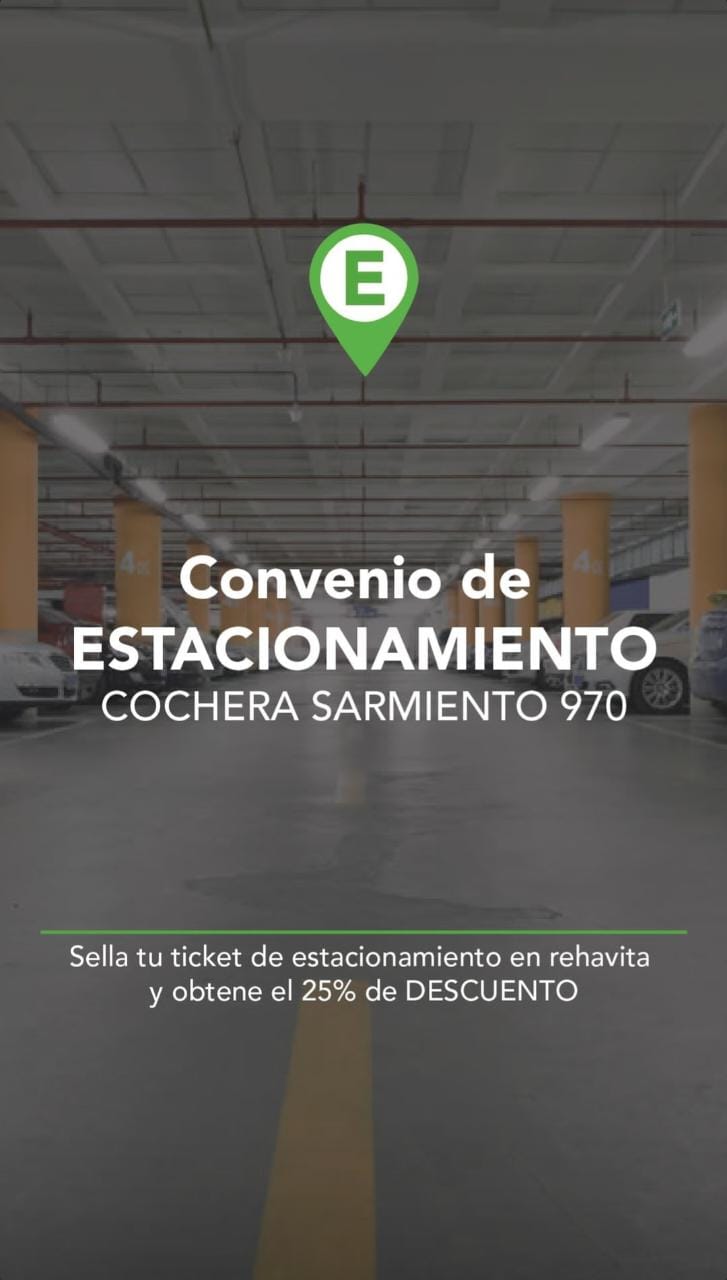 E
Convenio de
ESTACIONAMIENTO
COCHERA SARMIENTO 970
Sella tu ticket de estacionamiento en rehavita
y obtene el 25% de DESCUENTO